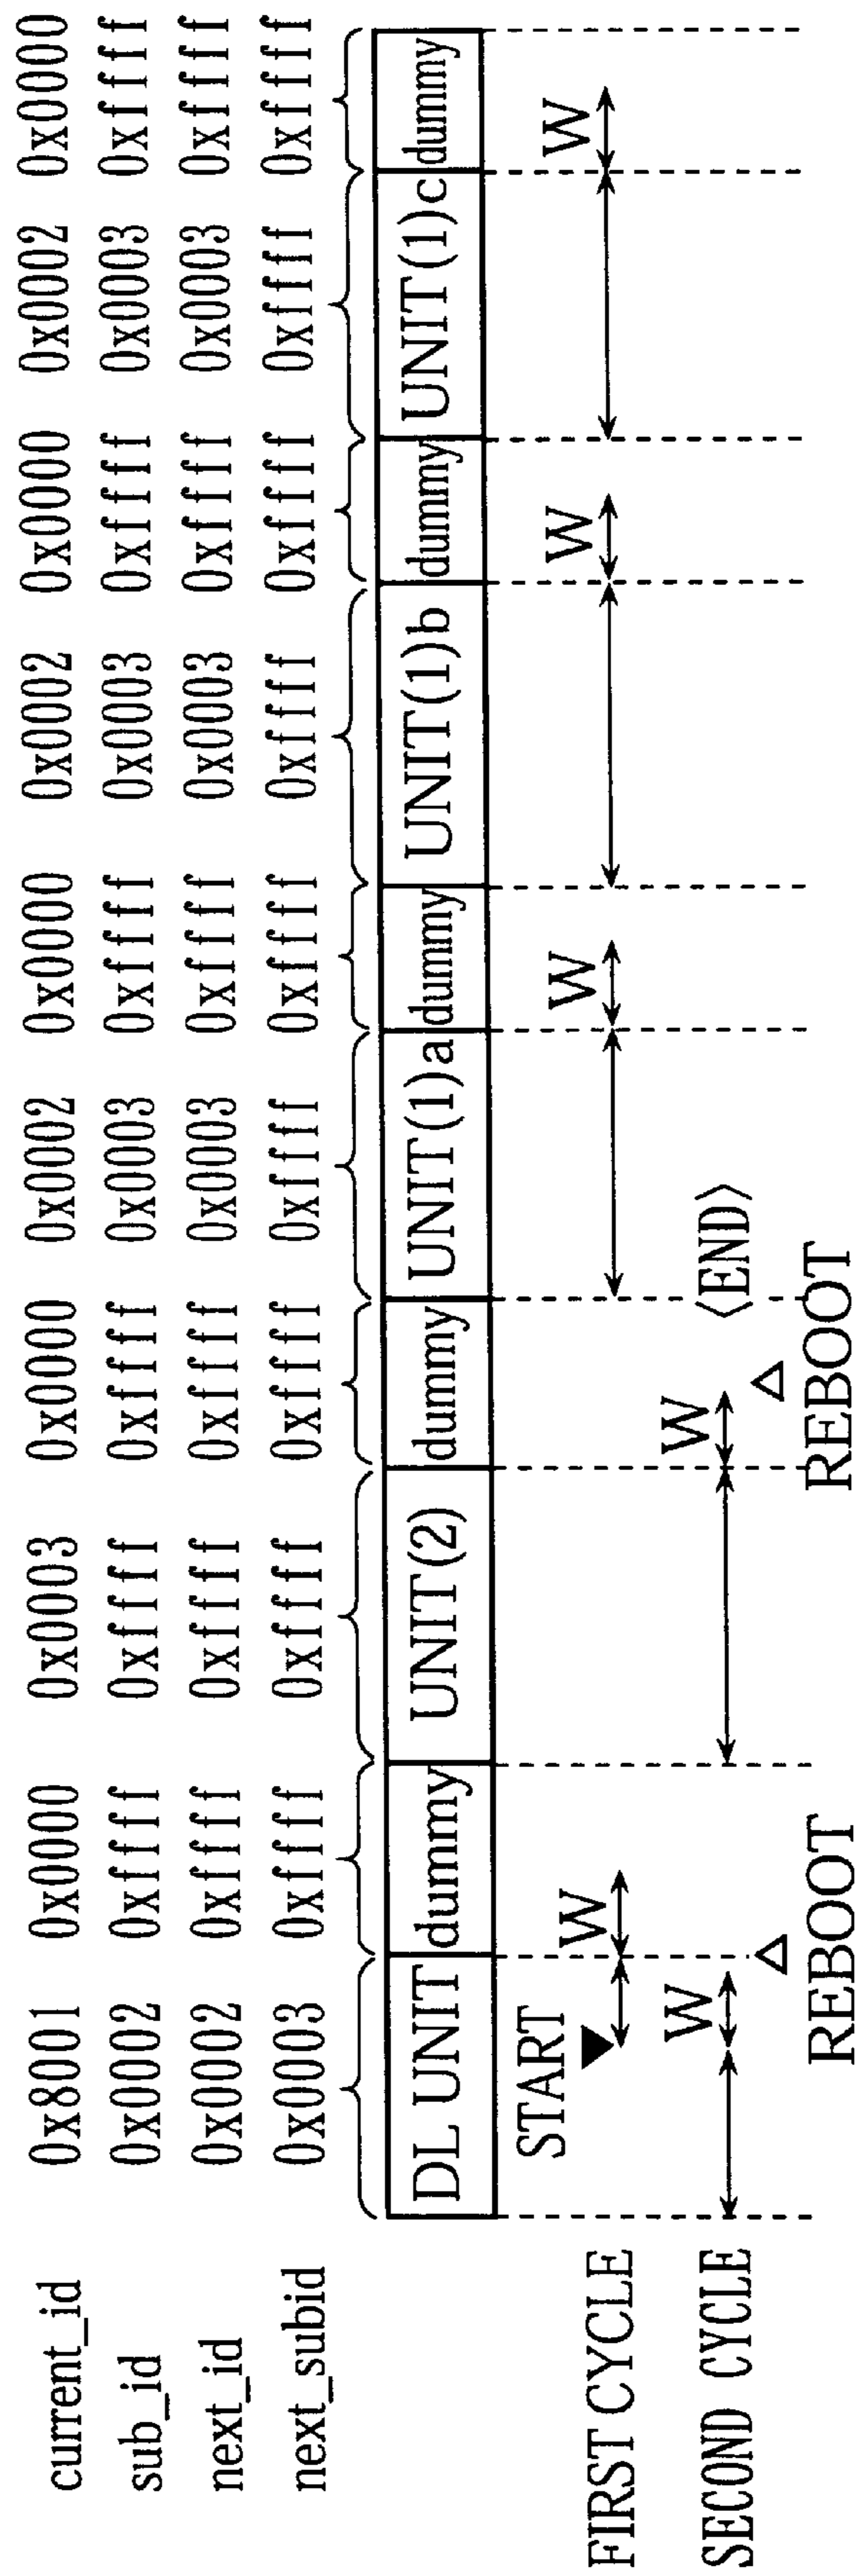 current_id 0x8001 0x0000 0x0003 0x0000 0x0002 0x0000 0x0002 0x0000 0x0002 0x0000
sub_id 0x0002 0xffff 0xffff 0xffff 0x0003 0xffff 0x0003 0xffff 0x0003 0xffff
next_id 0x0002 0xffff 0xffff 0xffff 0x0003 0xffff 0x0003 0xffff 0x0003 0xffff
next_subid 0x0003 0xffff 0xffff 0xffff 0xffff 0xffff 0xffff 0xffff 0xffff 0xffff
DL UNIT dummy UNIT(2) dummy UNIT(1)a dummy UNIT(1)b dummy UNIT(1)c dummy
START
FIRST CYCLE W W W W
SECOND CYCLE W W <END>
REBOOT REBOOT